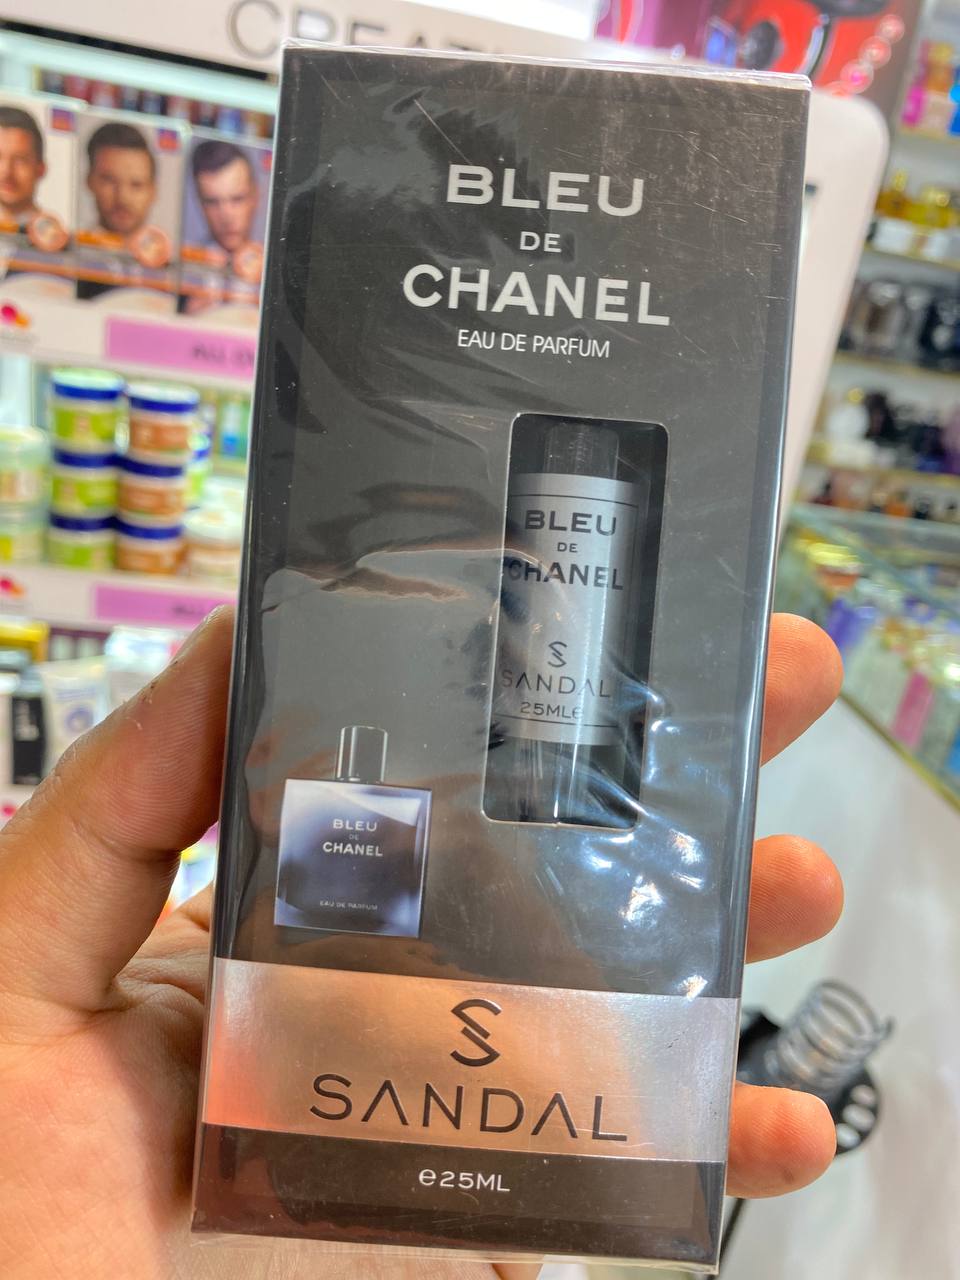 BLEU
DE
CHANEL
EAU DE PARFUM
BLEU
DE
CHANEL
SANDAL
25MLe
BLEU
DE
CHANEL
EAU DE PARFUM
SANDAL
e25ML